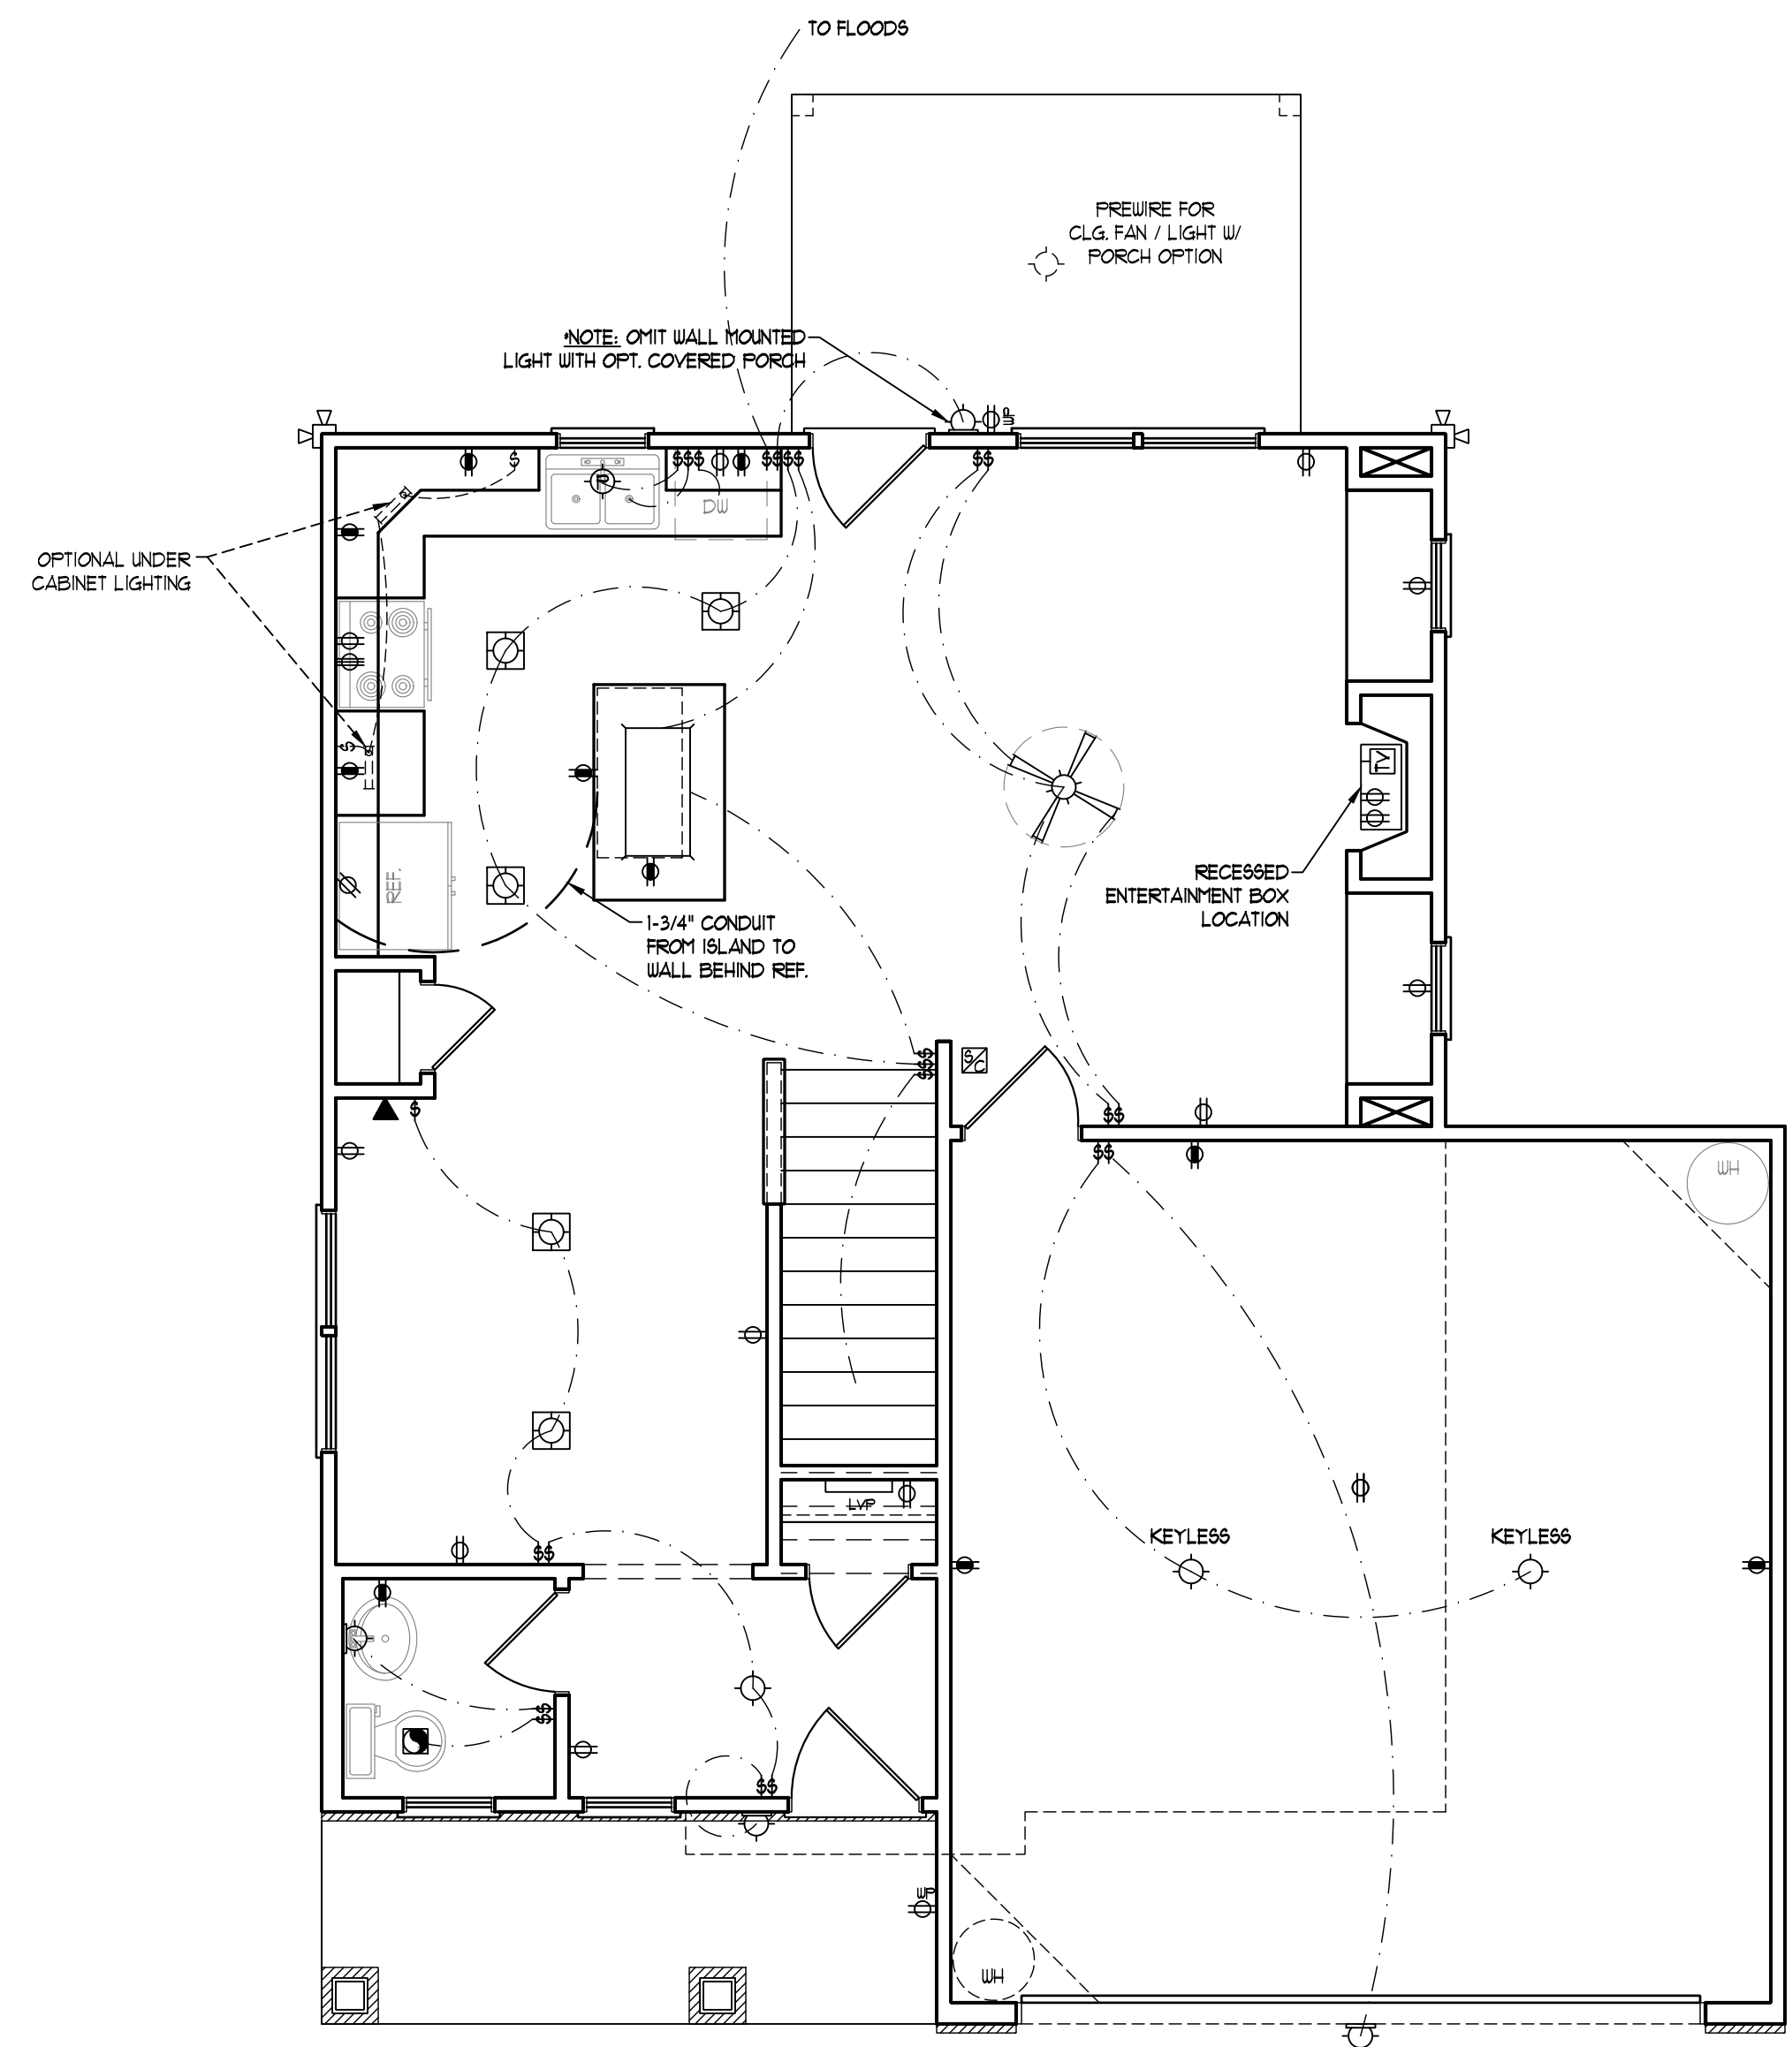 TO FLOODS
PREWIRE FOR
CLG. FAN / LIGHT W/
PORCH OPTION
*NOTE: OMIT WALL MOUNTED
LIGHT WITH OPT. COVERED PORCH
WP
$
$$$
$$
$$
$$
R
DW
OPTIONAL UNDER
CABINET LIGHTING
$
TV
REF.
RECESSED
ENTERTAINMENT BOX
LOCATION
1-3/4" CONDUIT
FROM ISLAND TO
WALL BEHIND REF.
$$
$$
$$
S/C
$
$$
$$
WH
LVP
KEYLESS
KEYLESS
$$
$
$
$$
WP
WH